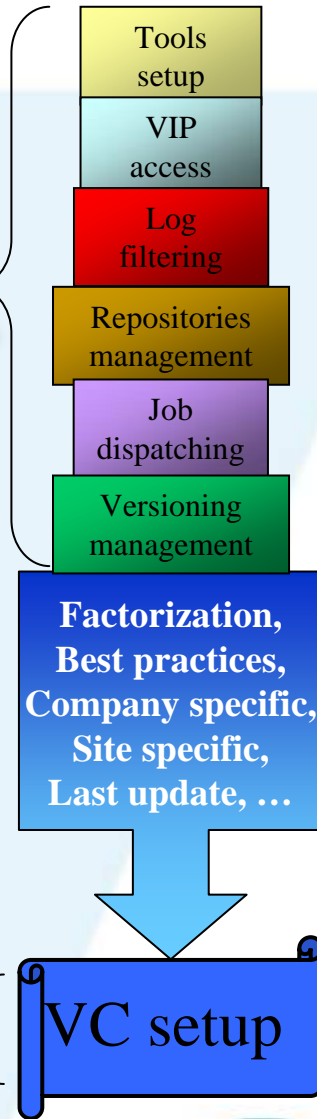 Tools
setup
VIP
access
Log
filtering
Repositories
management
Job
dispatching
Versioning
management
Factorization,
Best practices,
Company specific,
Site specific,
Last update, …
VC setup